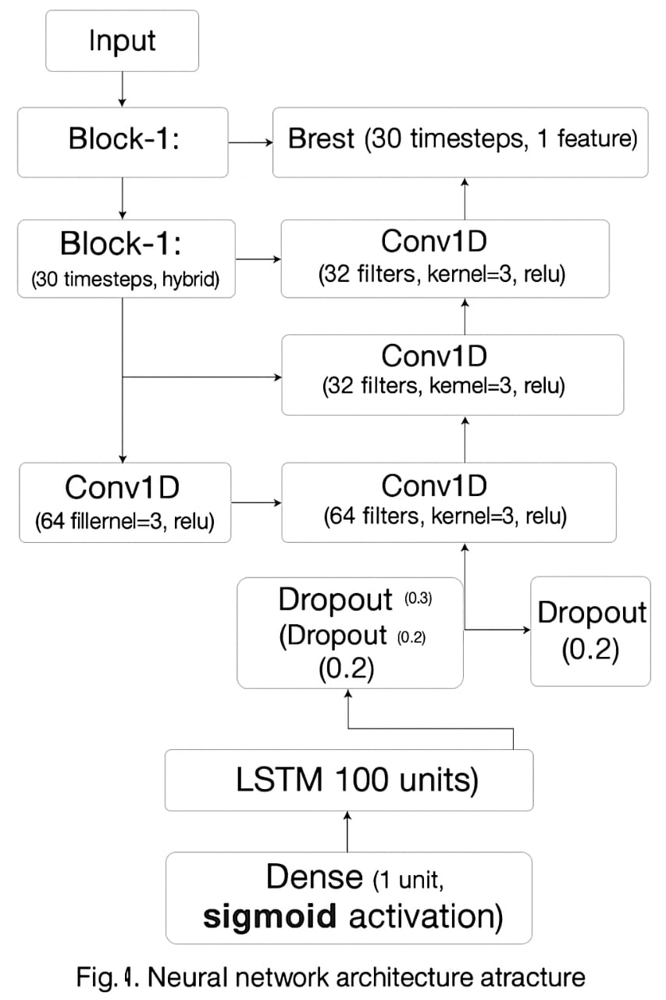 Input
Block-1:
Brest (30 timesteps, 1 feature)
Block-1:
(30 timesteps, hybrid)
Conv1D
(32 filters, kernel=3, relu)
Conv1D
(32 filters, kemel=3, relu)
Conv1D
(64 fillernel=3, relu)
Conv1D
(64 filters, kernel=3, relu)
Dropout (0.3)
(Dropout (0.2)
(0.2)
Dropout
(0.2)
LSTM 100 units)
Dense (1 unit,
sigmoid activation)
Fig. 1. Neural network architecture atracture